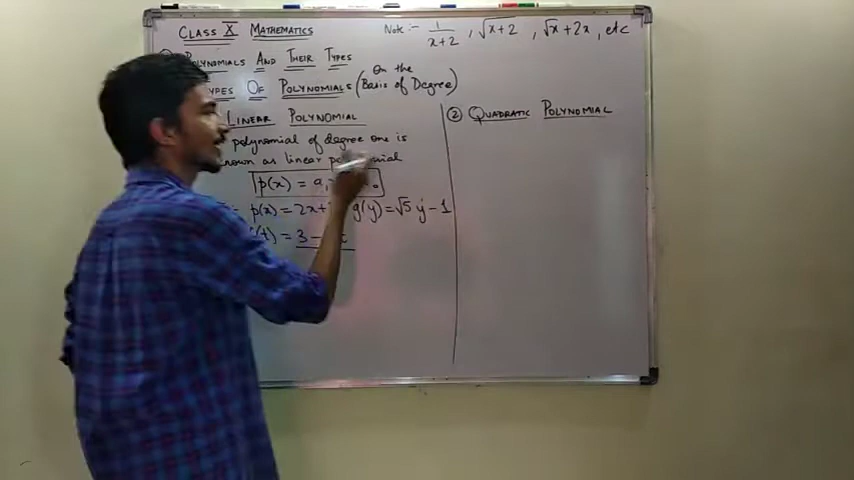 CLASS X MATHEMATICS
Note:- 1/x+2 , √x+2 , √x + 2x , etc
POLYNOMIALS AND THEIR TYPES
TYPES OF POLYNOMIALS (On the Basis of Degree)
LINEAR POLYNOMIAL
polynomial of degree one is
known as linear polynomial
p(x) = a
p(x) = 2x+ g(y) = √5 y - 1
(t) = 3 -
② QUADRATIC POLYNOMIAL